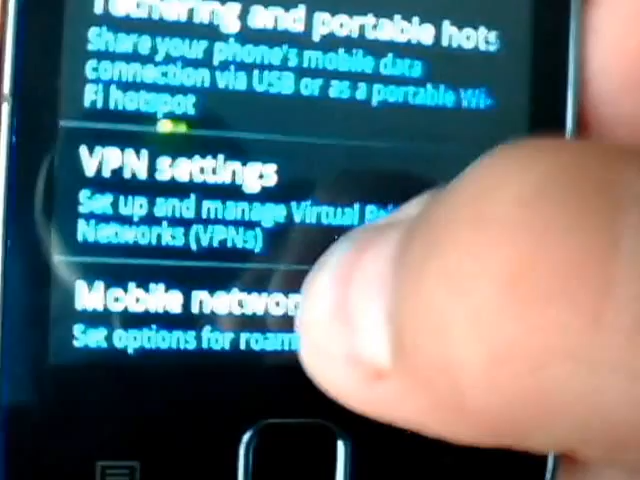 Tethering and portable hots
Share your phone's mobile data
connection via USB or as a portable Wi-
Fi hotspot
VPN settings
Set up and manage Virtual
Networks (VPNs)
Mobile networ
Set options for roam